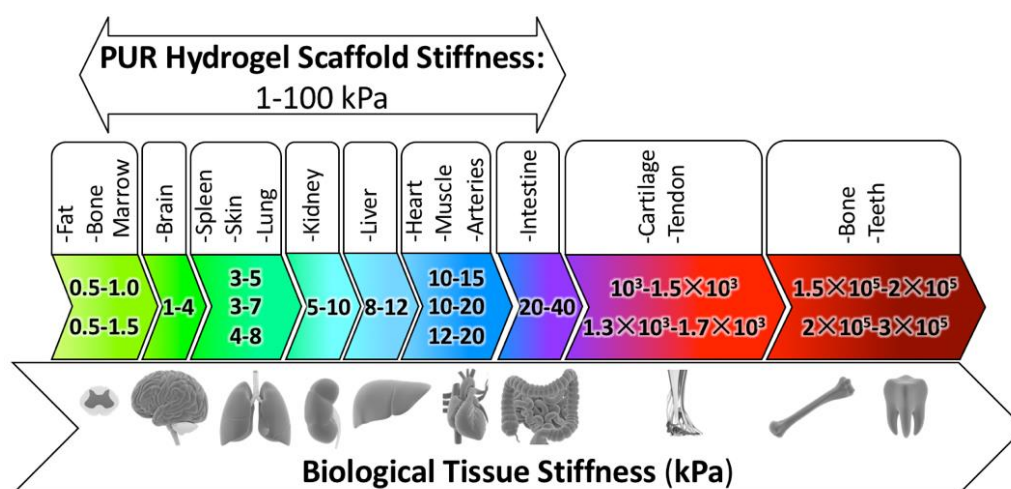 PUR Hydrogel Scaffold Stiffness:
1-100 kPa
-Fat
-Bone
Marrow
-Brain
-Spleen
-Skin
-Lung
-Kidney
-Liver
-Heart
-Muscle
-Arteries
-Intestine
-Cartilage
-Tendon
-Bone
-Teeth
0.5-1.0
0.5-1.5
1-4
3-5
3-7
4-8
5-10
8-12
10-15
10-20
12-20
20-40
10³-1.5×10³
1.3×10³-1.7×10³
1.5×10⁵-2×10⁵
2×10⁵-3×10⁵
Biological Tissue Stiffness (kPa)